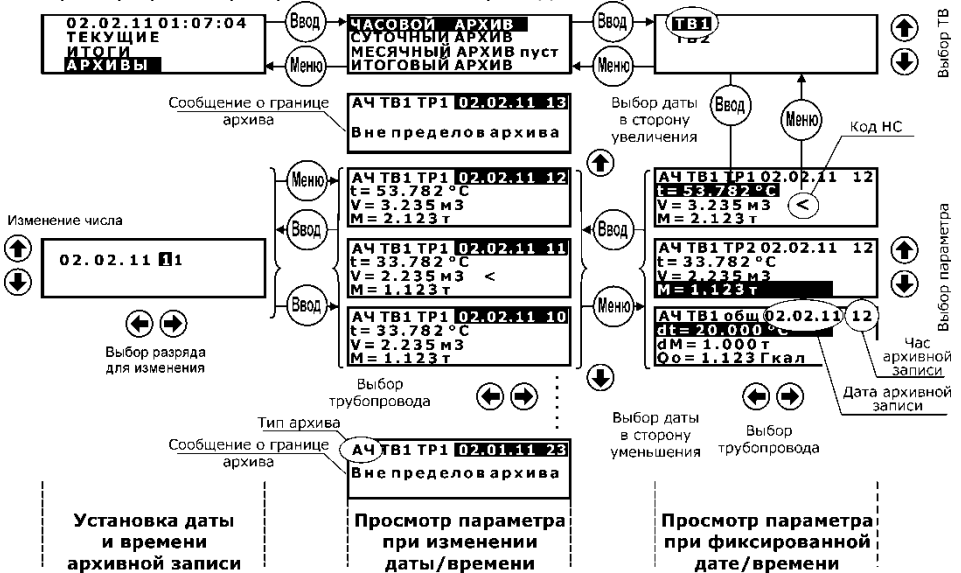 02.02.11 01:07:04
ТЕКУЩИЕ
ИТОГИ
АРХИВЫ
Ввод
Меню
ЧАСОВОЙ АРХИВ
СУТОЧНЫЙ АРХИВ
МЕСЯЧНЫЙ АРХИВ пуст
ИТОГОВЫЙ АРХИВ
Ввод
Меню
ТВ1
ТВ2
Выбор ТВ
Сообщение о границе
архива
АЧ ТВ1 ТР1 02.02.11 13
Вне пределов архива
Выбор даты
в сторону
увеличения
Ввод
Меню
Код НС
Меню
Ввод
Ввод
АЧ ТВ1 ТР1 02.02.11 12
t= 53.782 °C
V= 3.235 м3
М= 2.123 т
АЧ ТВ1 ТР1 02.02.11 11
t= 33.782 °C
V= 2.235 м3 <
М= 1.123 т
АЧ ТВ1 ТР1 02.02.11 10
t= 33.782 °C
V= 2.235 м3
М= 1.123 т
Ввод
Меню
АЧ ТВ1 ТР1 02.02.11 12
t= 53.782 °C
V= 3.235 м3 <
М= 2.123 т
АЧ ТВ1 ТР2 02.02.11 12
t= 33.782 °C
V= 2.235 м3
М= 1.123 т
АЧ ТВ1 общ 02.02.11 12
dt= 20.000 °C
dM= 1.000 т
Qo= 1.123 Гкал
Выбор параметра
Изменение числа
02.02.11 11
Выбор разряда
для изменения
Час
архивной
записи
Дата архивной
записи
Выбор
трубопровода
Выбор даты
в сторону
уменьшения
Выбор
трубопровода
Тип архива
Сообщение о границе
архива
АЧ ТВ1 ТР1 02.01.11 23
Вне пределов архива
Установка даты
и времени
архивной записи
Просмотр параметра
при изменении
даты/времени
Просмотр параметра
при фиксированной
дате/времени